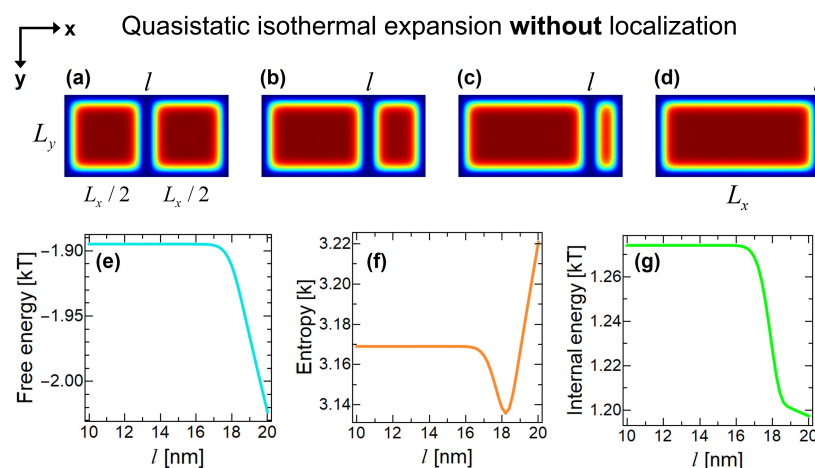 x
Quasistatic isothermal expansion without localization
y
(a) l (b) l (c) l (d)
L_y
L_x / 2 L_x / 2 L_x
(e)
Free energy [kT]
−1.90
−1.95
−2.00
10 12 14 16 18 20
l [nm]
(f)
Entropy [k]
3.22
3.20
3.18
3.16
3.14
10 12 14 16 18 20
l [nm]
(g)
Internal energy [kT]
1.26
1.24
1.22
1.20
10 12 14 16 18 20
l [nm]